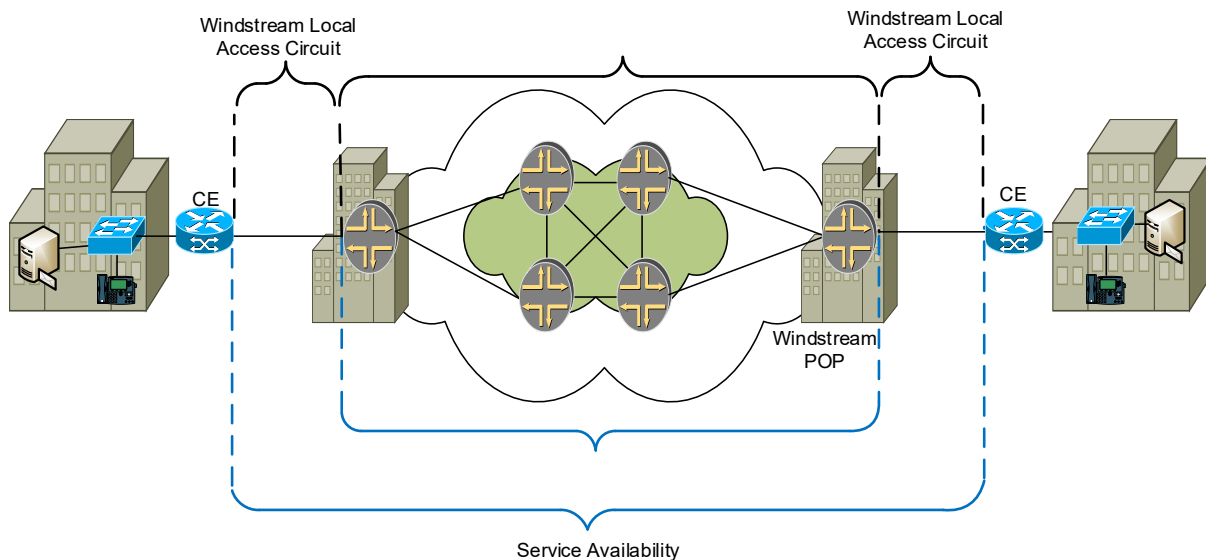 Windstream Local
Access Circuit
Windstream Local
Access Circuit
CE
CE
Windstream
POP
Service Availability